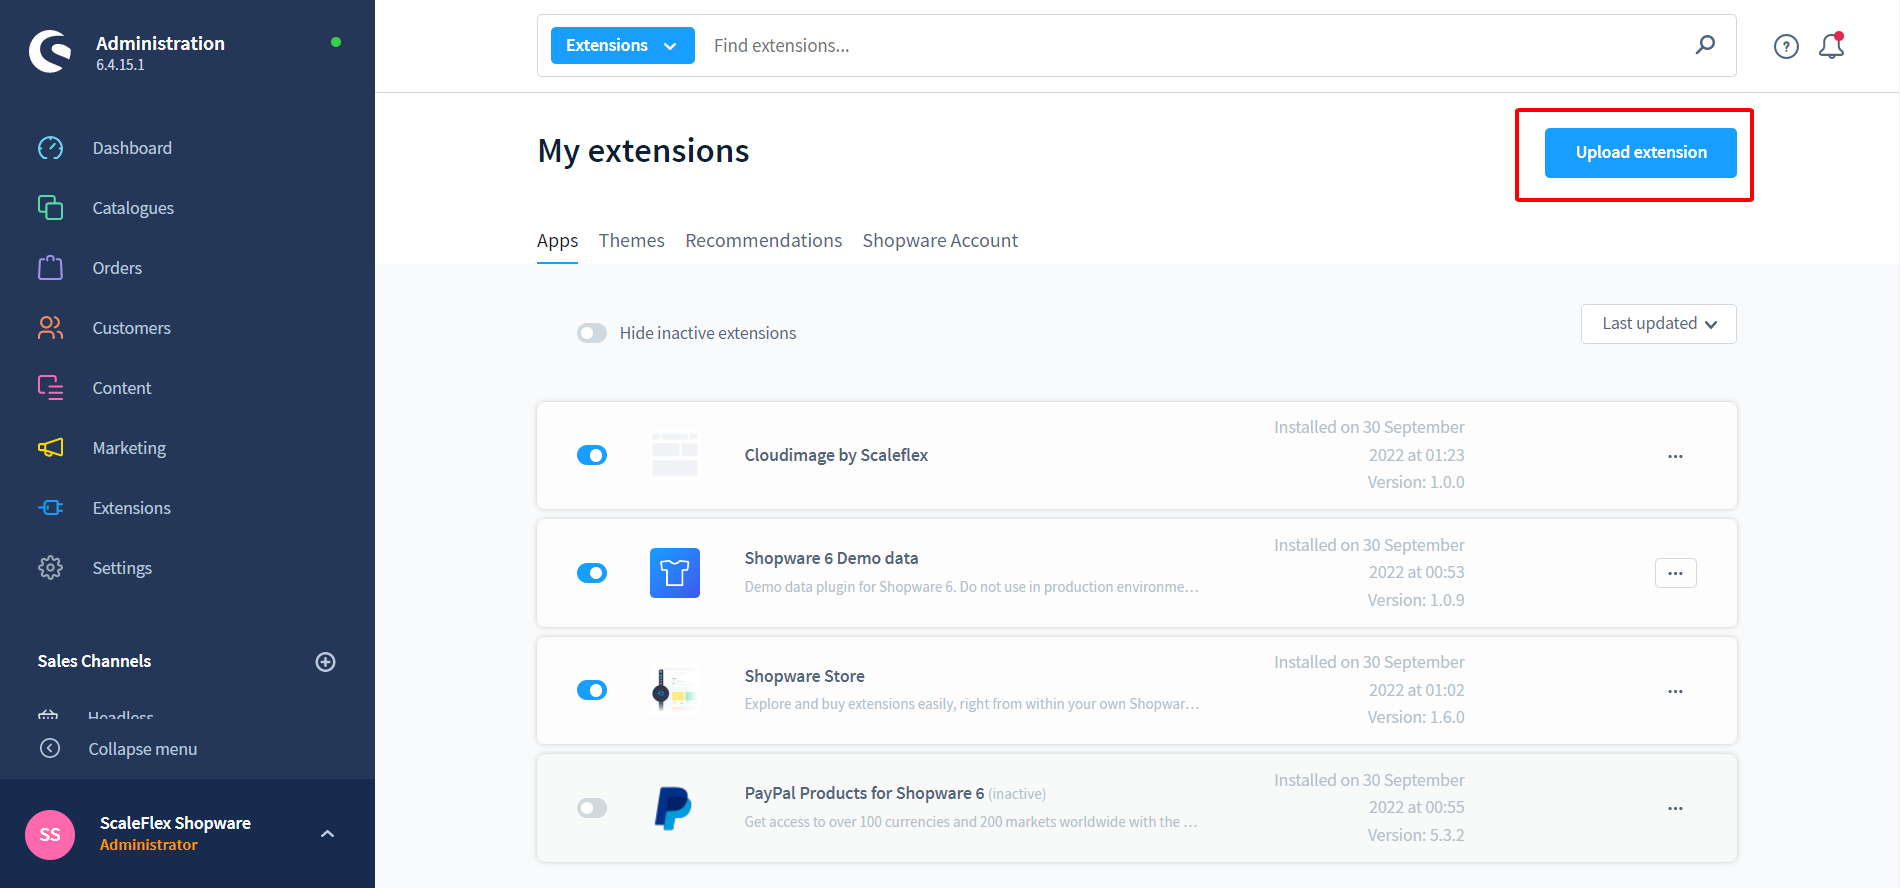 Administration
6.4.15.1
Dashboard
Catalogues
Orders
Customers
Content
Marketing
Extensions
Settings
Sales Channels
Headless
Collapse menu
SS
ScaleFlex Shopware
Administrator
Extensions
Find extensions...
My extensions
Upload extension
Apps Themes Recommendations Shopware Account
Hide inactive extensions
Last updated
Cloudimage by Scaleflex
Installed on 30 September
2022 at 01:23
Version: 1.0.0
Shopware 6 Demo data
Demo data plugin for Shopware 6. Do not use in production environme...
Installed on 30 September
2022 at 00:53
Version: 1.0.9
Shopware Store
Explore and buy extensions easily, right from within your own Shopwar...
Installed on 30 September
2022 at 01:02
Version: 1.6.0
PayPal Products for Shopware 6 (inactive)
Get access to over 100 currencies and 200 markets worldwide with the ...
Installed on 30 September
2022 at 00:55
Version: 5.3.2